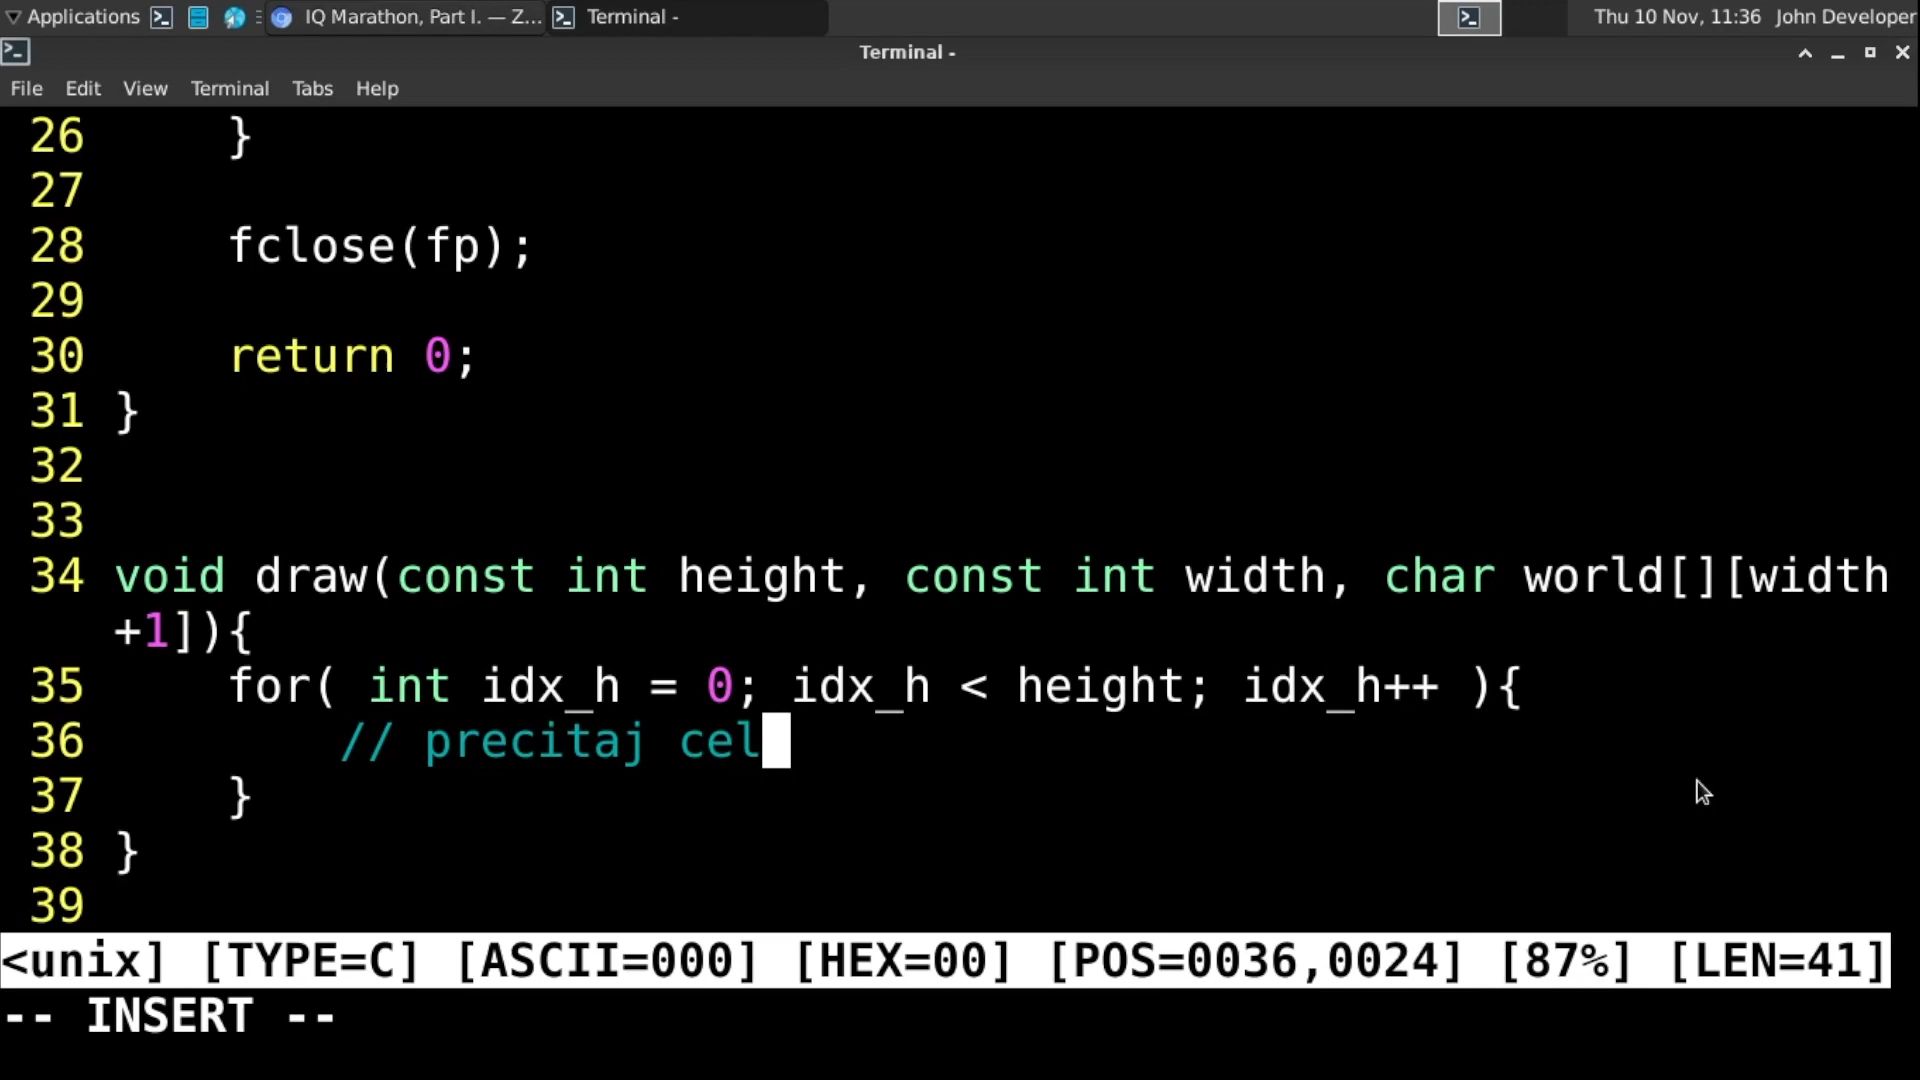 Applications IQ Marathon, Part I. — Z... Terminal - Thu 10 Nov, 11:36 John Developer
Terminal -
File Edit View Terminal Tabs Help
26     }
27
28     fclose(fp);
29
30     return 0;
31 }
32
33
34 void draw(const int height, const int width, char world[][width
+1]){
35     for( int idx_h = 0; idx_h < height; idx_h++ ){
36         // precitaj cel
37     }
38 }
39
<unix] [TYPE=C] [ASCII=000] [HEX=00] [POS=0036,0024] [87%] [LEN=41]
-- INSERT --